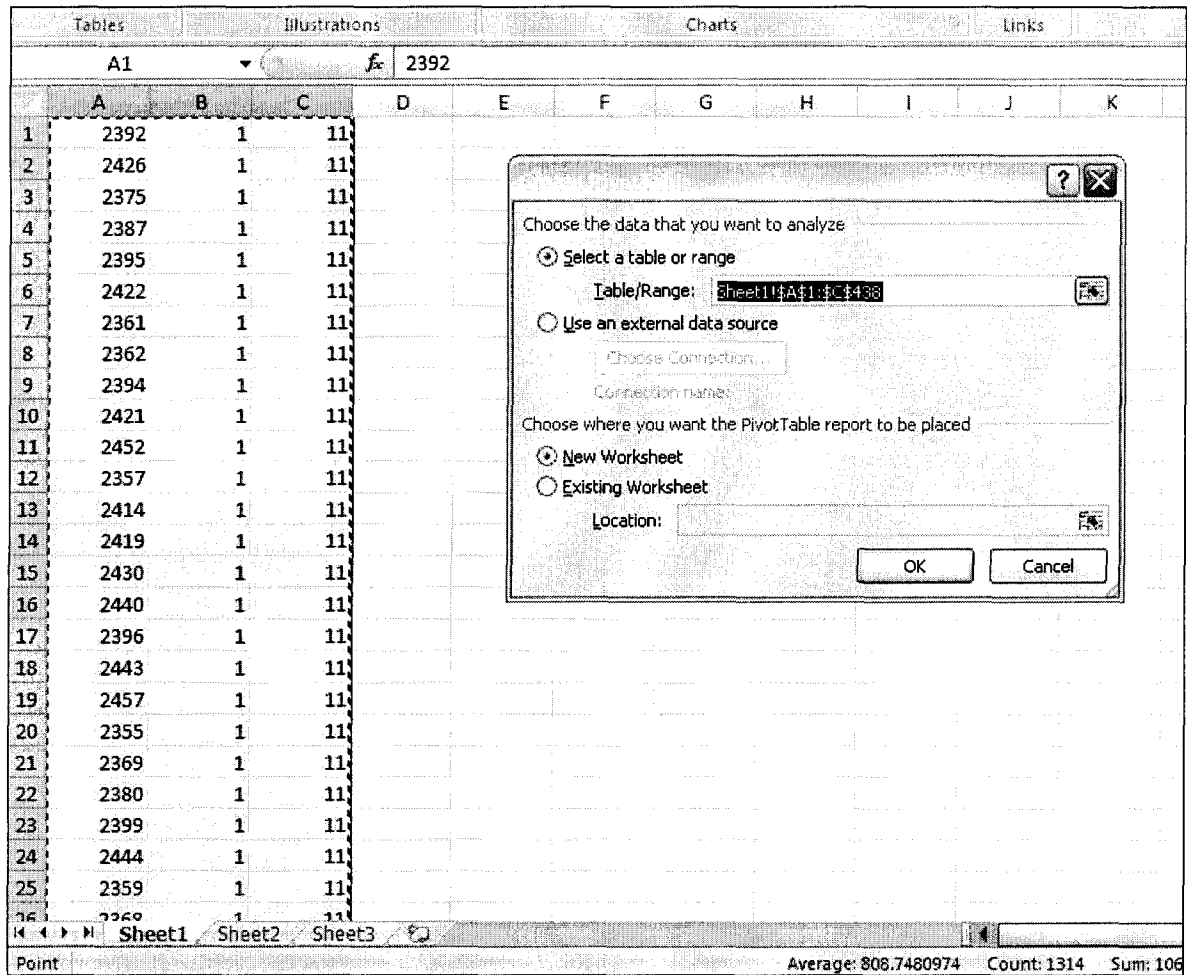 Tables Illustrations Charts Links
A1 fx 2392
A B C D E F G H I J K
1 2392 1 11
2 2426 1 11
3 2375 1 11
4 2387 1 11
5 2395 1 11
6 2422 1 11
7 2361 1 11
8 2362 1 11
9 2394 1 11
10 2421 1 11
11 2452 1 11
12 2357 1 11
13 2414 1 11
14 2419 1 11
15 2430 1 11
16 2440 1 11
17 2396 1 11
18 2443 1 11
19 2457 1 11
20 2355 1 11
21 2369 1 11
22 2380 1 11
23 2399 1 11
24 2444 1 11
25 2359 1 11
26 2368 1 11
?
Choose the data that you want to analyze
Select a table or range
Table/Range: Sheet1!$A$1:$C$438
Use an external data source
Choose Connection...
Connection name:
Choose where you want the PivotTable report to be placed
New Worksheet
Existing Worksheet
Location:
OK Cancel
Sheet1 Sheet2 Sheet3
Point Average: 808.7480974 Count: 1314 Sum: 106